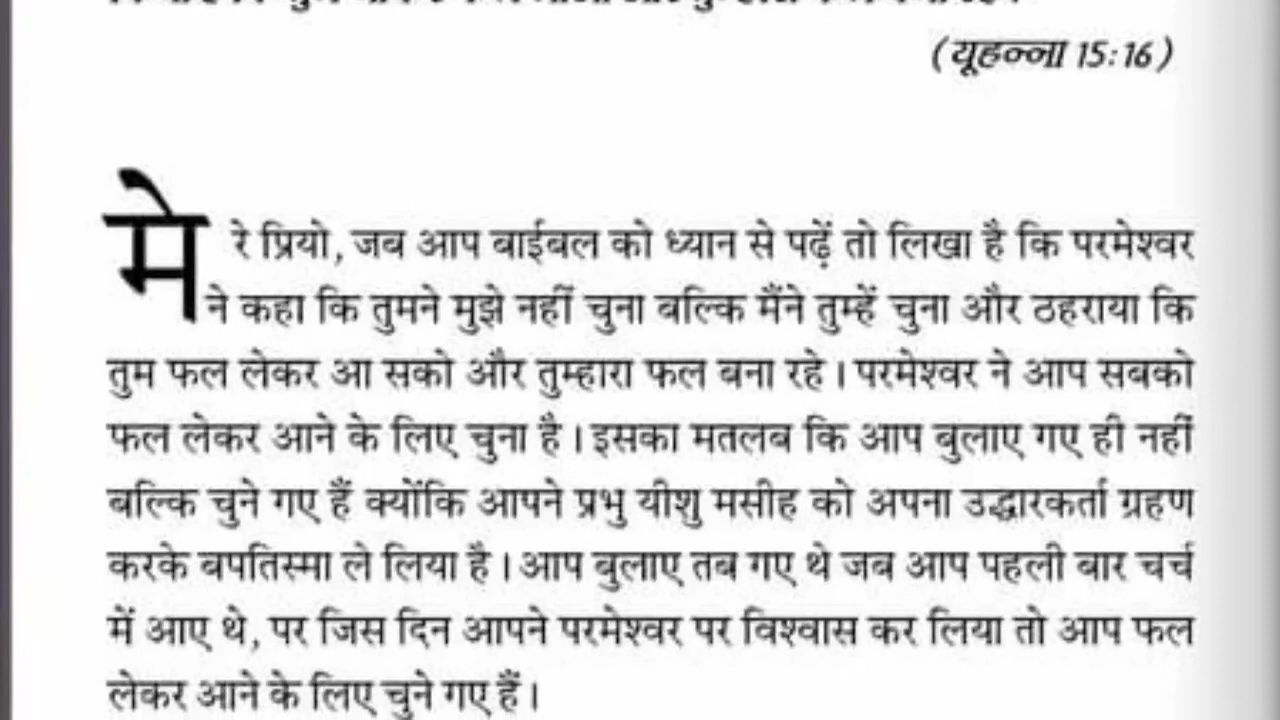 (यूहन्ना 15:16)
मेरे प्रियो, जब आप बाईबल को ध्यान से पढ़ें तो लिखा है कि परमेश्वर
ने कहा कि तुमने मुझे नहीं चुना बल्कि मैंने तुम्हें चुना और ठहराया कि
तुम फल लेकर आ सको और तुम्हारा फल बना रहे। परमेश्वर ने आप सबको
फल लेकर आने के लिए चुना है। इसका मतलब कि आप बुलाए गए ही नहीं
बल्कि चुने गए हैं क्योंकि आपने प्रभु यीशु मसीह को अपना उद्धारकर्ता ग्रहण
करके बपतिस्मा ले लिया है। आप बुलाए तब गए थे जब आप पहली बार चर्च
में आए थे, पर जिस दिन आपने परमेश्वर पर विश्वास कर लिया तो आप फल
लेकर आने के लिए चुने गए हैं।